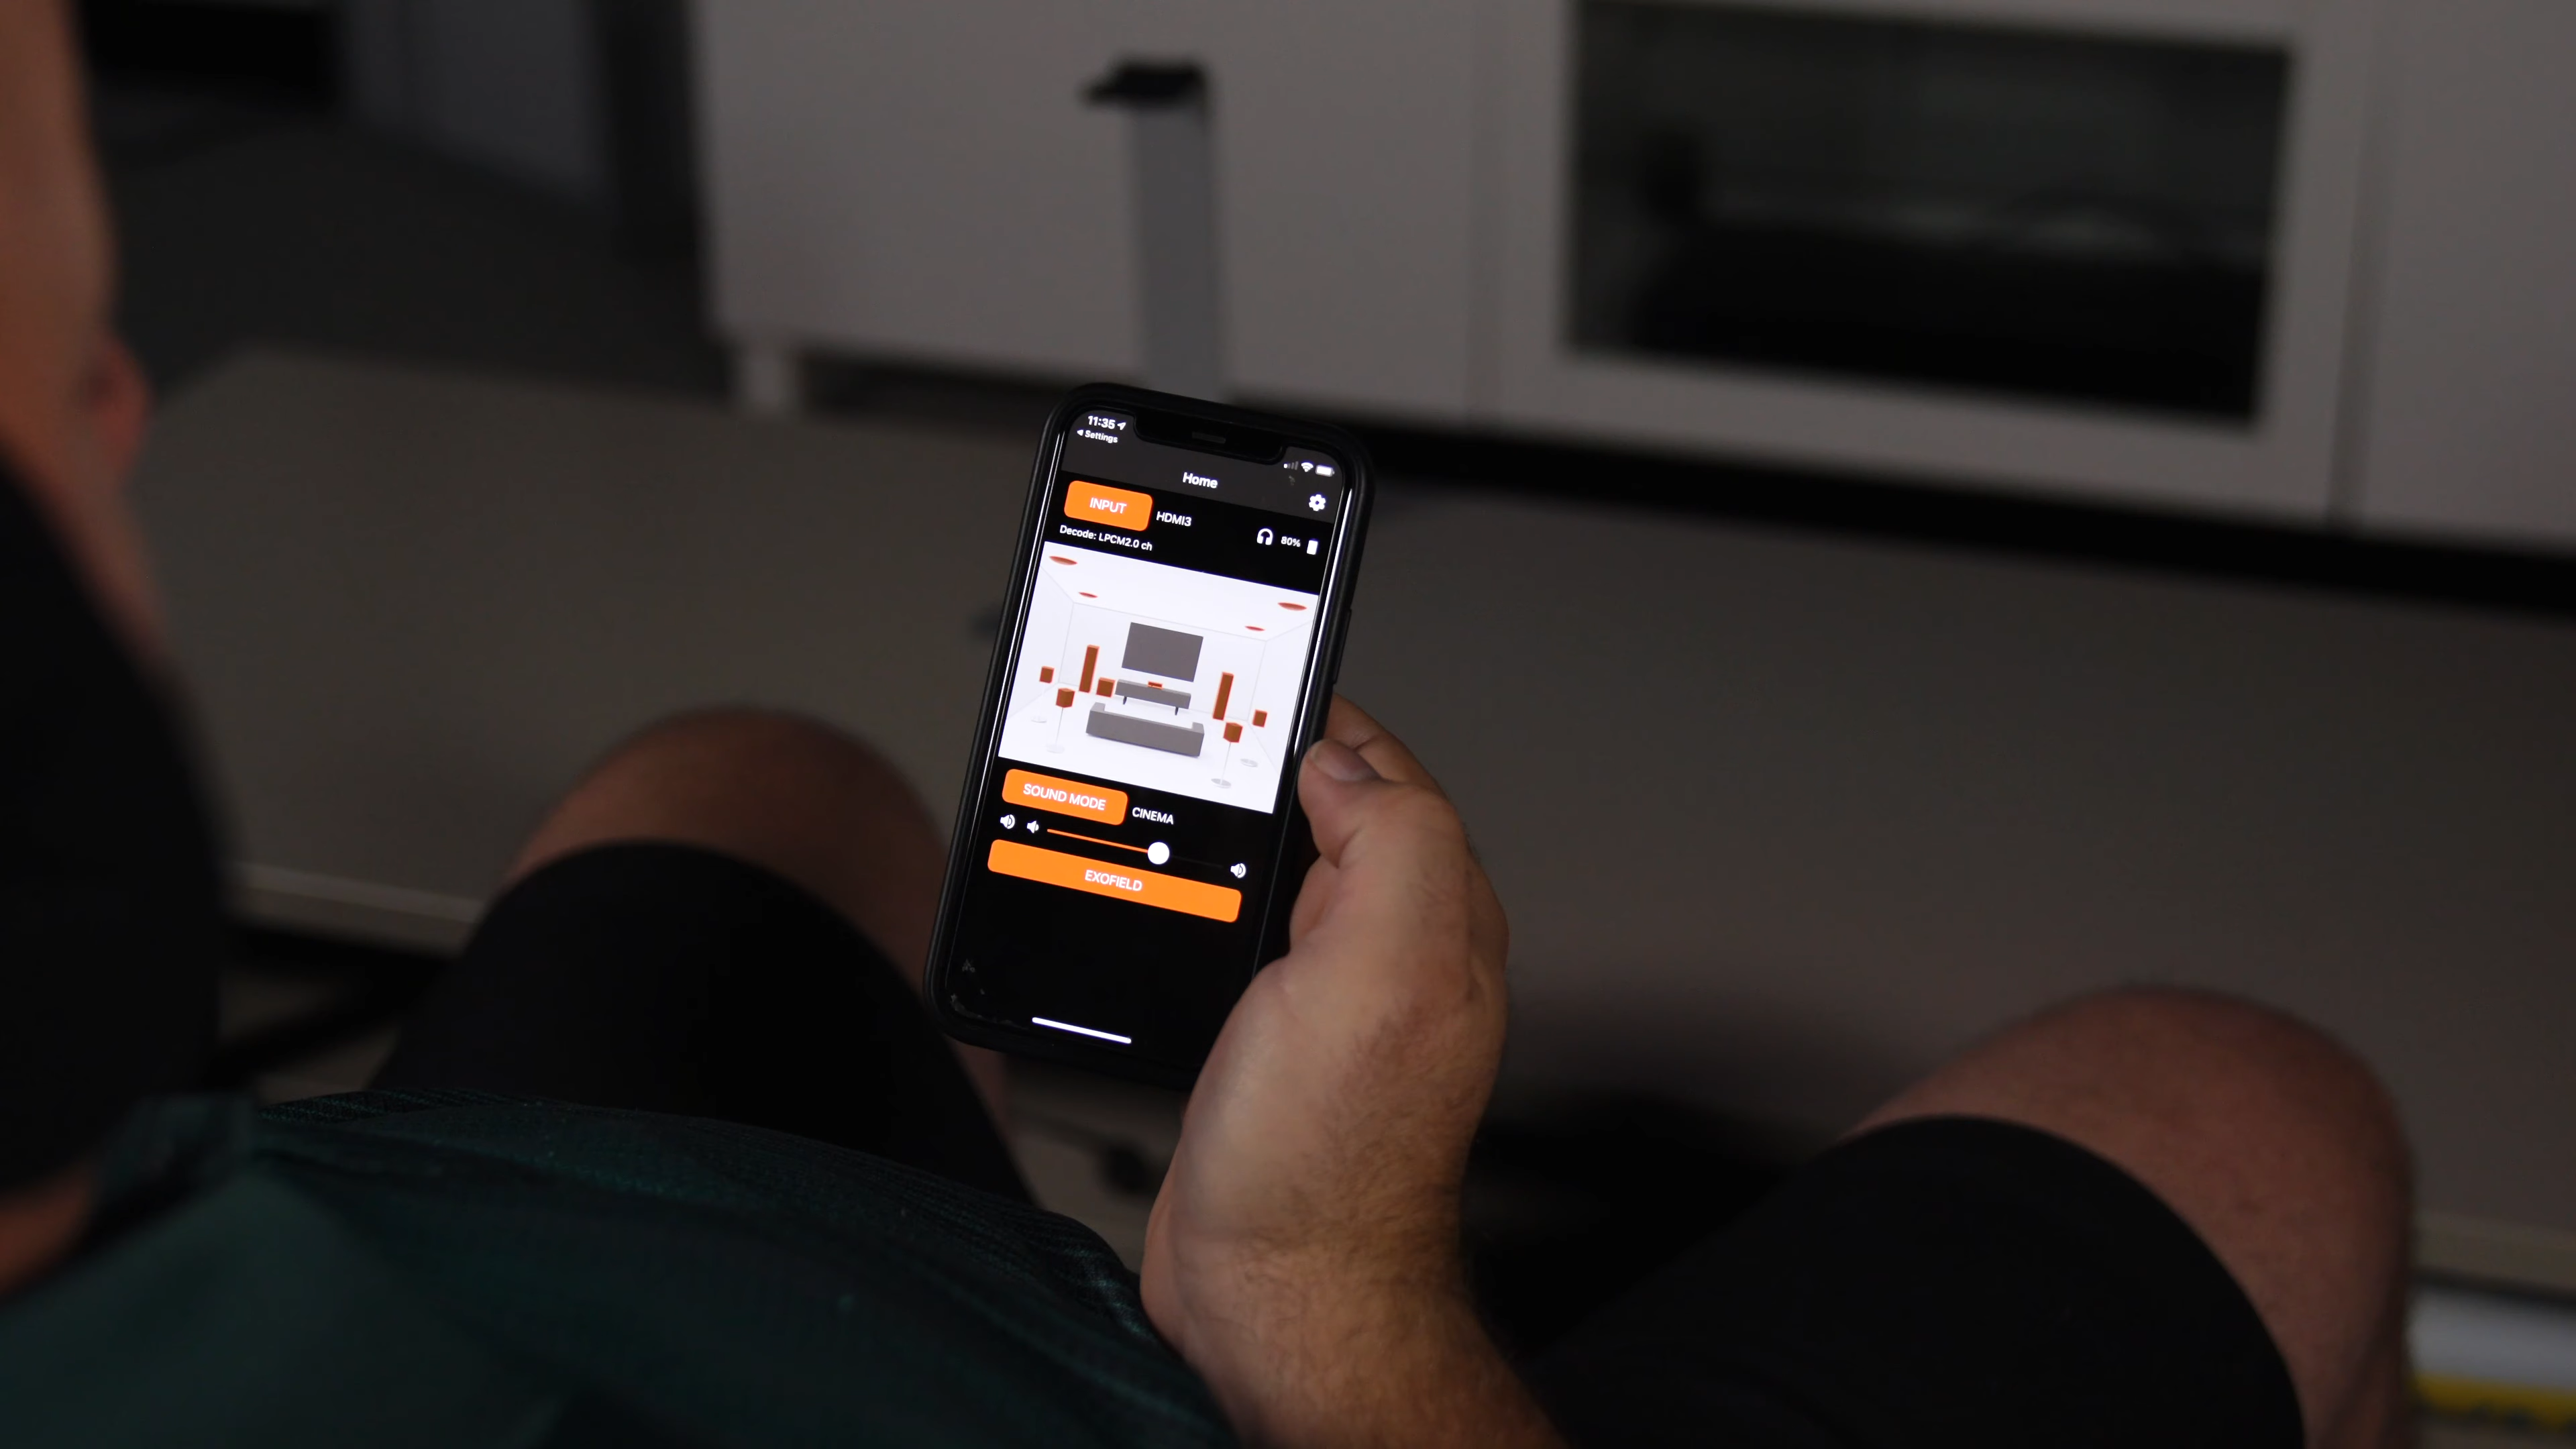 11:35
Settings
Home
INPUT HDMI3
80%
Decode: LPCM2.0 ch
SOUND MODE CINEMA
EXOFIELD